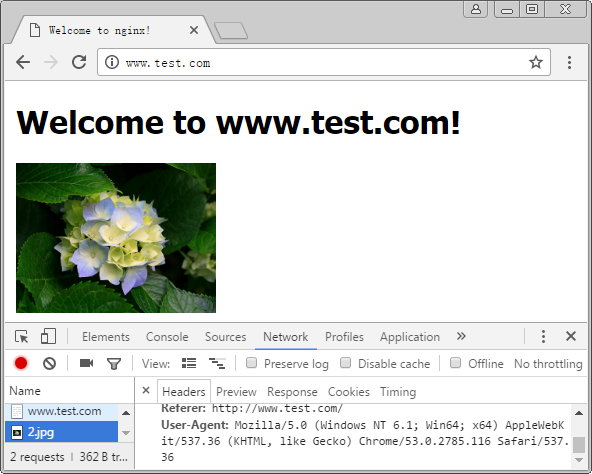 Welcome to nginx!
www.test.com
Welcome to www.test.com!
Elements Console Sources Network Profiles Application »
View: Preserve log Disable cache Offline No throttling
Name × Headers Preview Response Cookies Timing
www.test.com
2.jpg
2 requests | 362 B tr...
Referer: http://www.test.com/
User-Agent: Mozilla/5.0 (Windows NT 6.1; Win64; x64) AppleWebK
it/537.36 (KHTML, like Gecko) Chrome/53.0.2785.116 Safari/537.
36